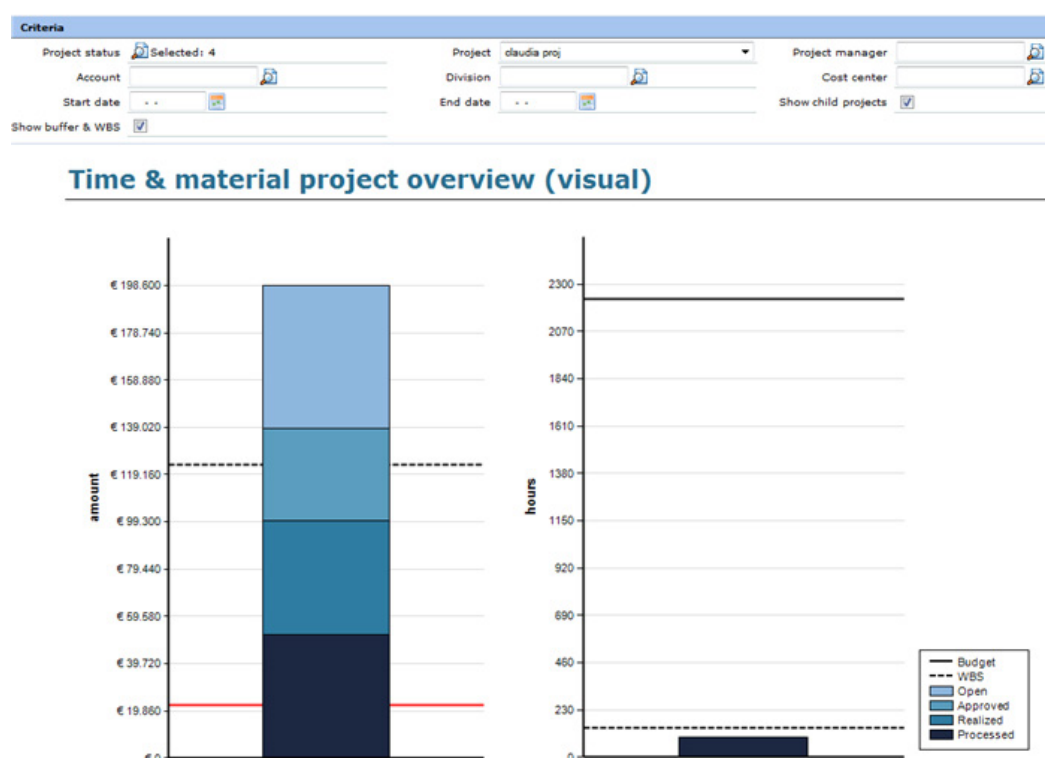 Criteria
Project status Selected: 4 Project claudia proj Project manager
Account Division Cost center
Start date - - End date - - Show child projects
Show buffer & WBS
Time & material project overview (visual)
€ 198.600
€ 178.740
€ 158.880
€ 139.020
€ 119.160
€ 99.300
€ 79.440
€ 59.580
€ 39.720
€ 19.860
€ 0
amount
2300
2070
1840
1610
1380
1150
920
690
460
230
0
hours
Budget
WBS
Open
Approved
Realized
Processed